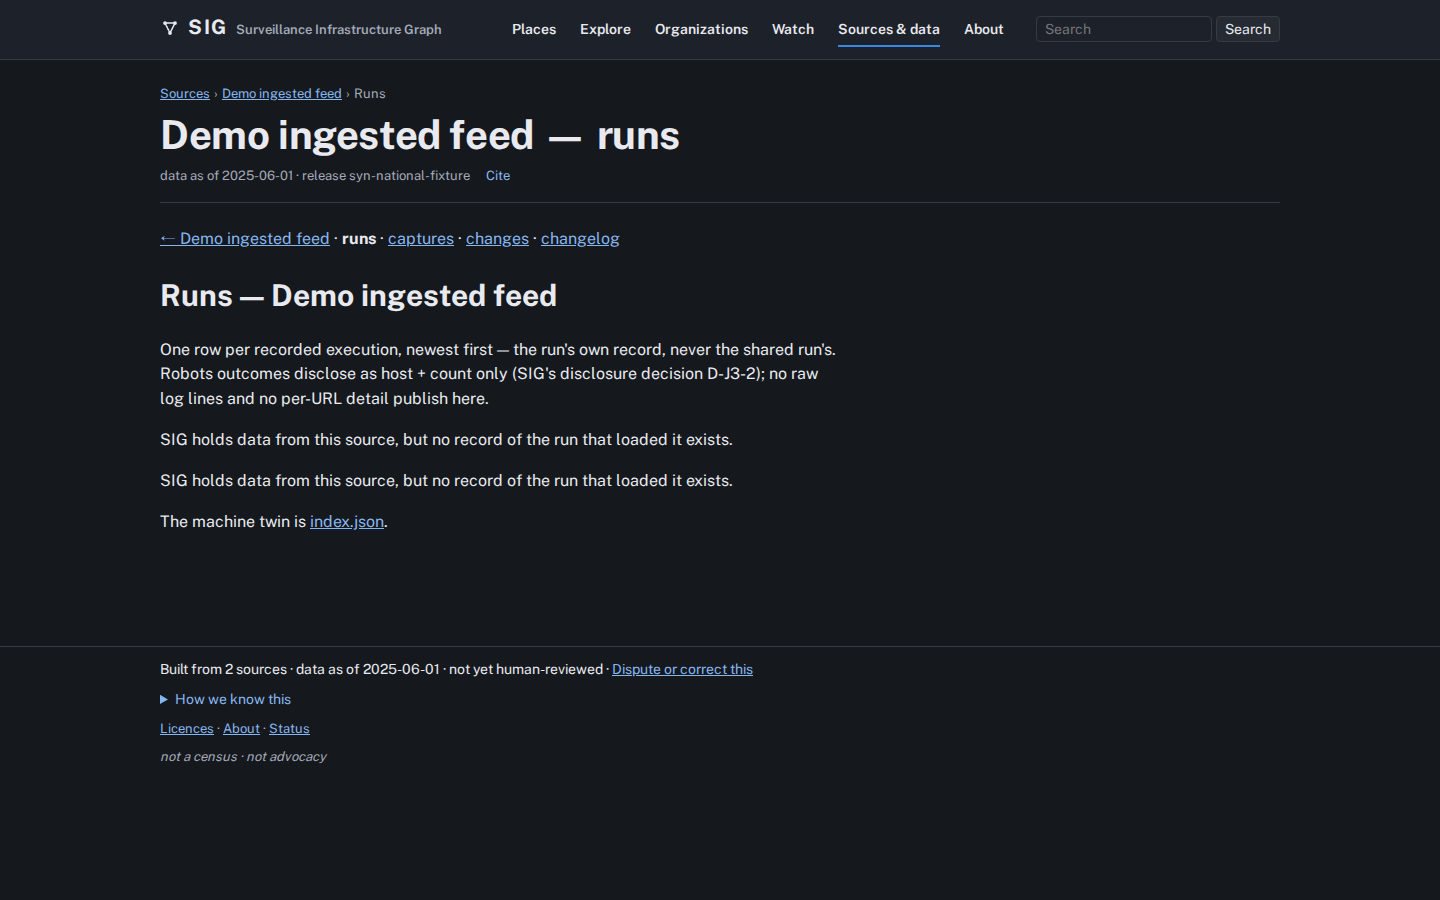 SIG Surveillance Infrastructure Graph Places Explore Organizations Watch Sources & data About Search Search
Sources › Demo ingested feed › Runs
Demo ingested feed — runs
data as of 2025-06-01 · release syn-national-fixture Cite
← Demo ingested feed · runs · captures · changes · changelog
Runs — Demo ingested feed
One row per recorded execution, newest first — the run's own record, never the shared run's.
Robots outcomes disclose as host + count only (SIG's disclosure decision D-J3-2); no raw
log lines and no per-URL detail publish here.
SIG holds data from this source, but no record of the run that loaded it exists.
SIG holds data from this source, but no record of the run that loaded it exists.
The machine twin is index.json.
Built from 2 sources · data as of 2025-06-01 · not yet human-reviewed · Dispute or correct this
▶ How we know this
Licences · About · Status
not a census · not advocacy